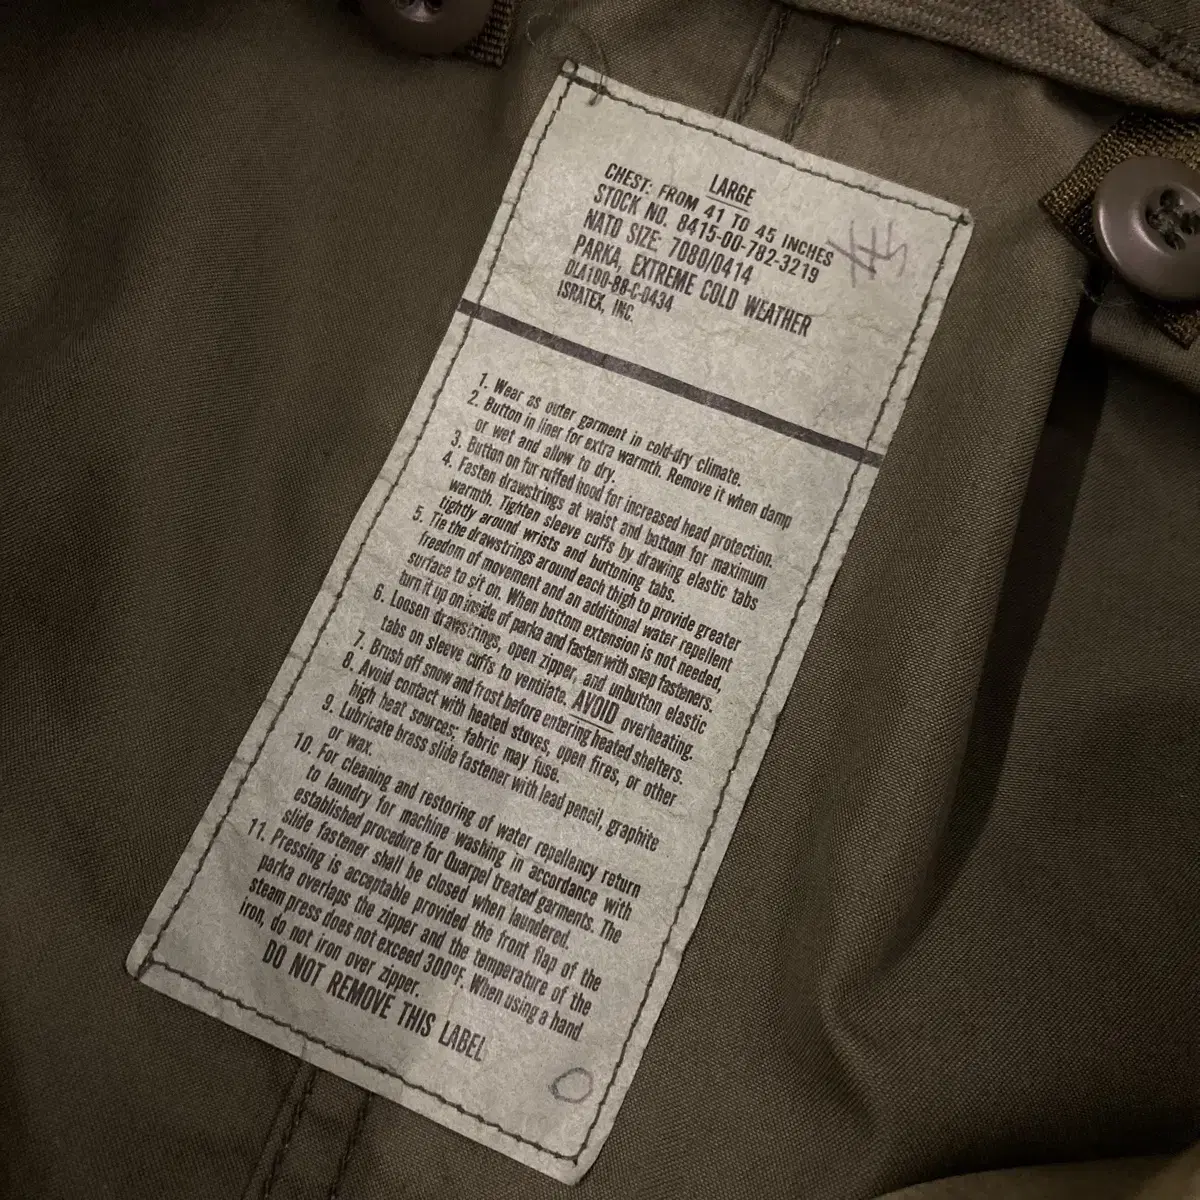 LARGE
CHEST: FROM 41 TO 45 INCHES
STOCK NO. 8415-00-782-3219
NATO SIZE: 7080/0414
PARKA, EXTREME COLD WEATHER
DLA100-88-C-0434
ISRATEX, INC.
1. Wear as outer garment in cold-dry climate.
2. Button in liner for extra warmth. Remove it when damp
or wet and allow to dry.
3. Button on fur ruffed hood for increased head protection.
4. Fasten drawstrings at waist and bottom for maximum
warmth. Tighten sleeve cuffs by drawing elastic tabs
tightly around wrists and buttoning tabs.
5. Tie the drawstrings around each thigh to provide greater
freedom of movement and an additional water repellent
surface to sit on. When bottom extension is not needed,
turn it up on inside of parka and fasten with snap fasteners.
6. Loosen drawstrings, open zipper, and unbutton elastic
tabs on sleeve cuffs to ventilate. AVOID overheating.
7. Brush off snow and frost before entering heated shelters.
8. Avoid contact with heated stoves, open fires, or other
high heat sources; fabric may fuse.
9. Lubricate brass slide fastener with lead pencil, graphite
or wax.
10. For cleaning and restoring of water repellency return
to laundry for machine washing in accordance with
established procedure for Quarpel treated garments. The
slide fastener shall be closed when laundered.
11. Pressing is acceptable provided the front flap of the
parka overlaps the zipper and the temperature of the
steam press does not exceed 300°F. When using a hand
iron, do not iron over zipper.
DO NOT REMOVE THIS LABEL